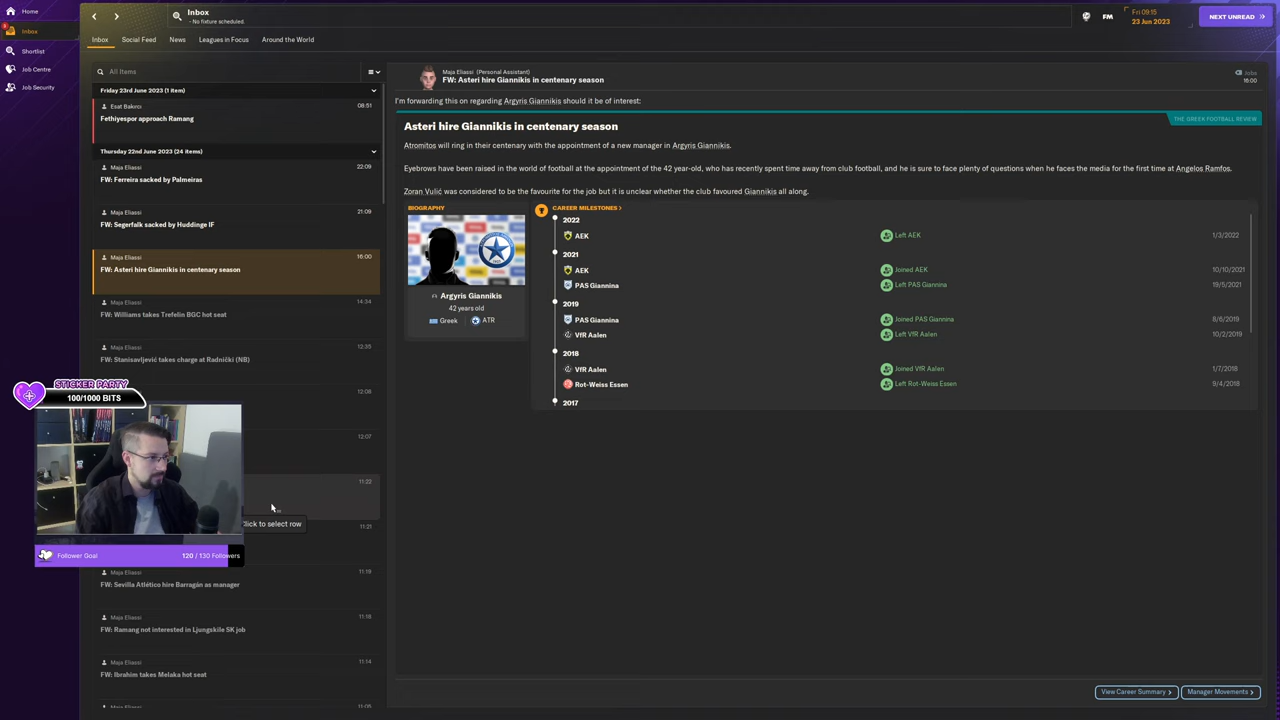 Home
Inbox
Shortlist
Job Centre
Job Security
Inbox
- No fixture scheduled.
FM
Fri 09:15
23 Jun 2023
NEXT UNREAD
Inbox
Social Feed
News
Leagues in Focus
Around the World
All Items
Friday 23rd June 2023 (1 item)
Esat Bakırcı
08:51
Fethiyespor approach Ramang
Thursday 22nd June 2023 (24 items)
Maja Eliassi
22:09
FW: Ferreira sacked by Palmeiras
Maja Eliassi
21:09
FW: Segerfalk sacked by Huddinge IF
Maja Eliassi
16:00
FW: Asteri hire Giannikis in centenary season
Maja Eliassi
14:34
FW: Williams takes Trefelin BGC hot seat
Maja Eliassi
12:35
FW: Stanisavljević takes charge at Radnički (NB)
12:08
12:07
11:22
Click to select row
11:21
Maja Eliassi
11:19
FW: Sevilla Atlético hire Barragán as manager
Maja Eliassi
11:18
FW: Ramang not interested in Ljungskile SK job
Maja Eliassi
11:14
FW: Ibrahim takes Melaka hot seat
Maja Eliassi
11:05
STICKER PARTY
100/1000 BITS
Follower Goal
120 / 130 Followers
Maja Eliassi [Personal Assistant]
FW: Asteri hire Giannikis in centenary season
Jobs
16:00
I'm forwarding this on regarding Argyris Giannikis should it be of interest:
THE GREEK FOOTBALL REVIEW
Asteri hire Giannikis in centenary season
Atromitos will ring in their centenary with the appointment of a new manager in Argyris Giannikis.
Eyebrows have been raised in the world of football at the appointment of the 42 year-old, who has recently spent time away from club football, and he is sure to face plenty of questions when he faces the media for the first time at Angelos Ramfos.
Zoran Vulić was considered to be the favourite for the job but it is unclear whether the club favoured Giannikis all along.
BIOGRAPHY
Argyris Giannikis
42 years old
Greek
ATR
CAREER MILESTONES >
2022
AEK
Left AEK
1/3/2022
2021
AEK
Joined AEK
10/10/2021
PAS Giannina
Left PAS Giannina
19/5/2021
2019
PAS Giannina
Joined PAS Giannina
8/6/2019
VfR Aalen
Left VfR Aalen
10/2/2019
2018
VfR Aalen
Joined VfR Aalen
1/7/2018
Rot-Weiss Essen
Left Rot-Weiss Essen
9/4/2018
2017
View Career Summary >
Manager Movements >